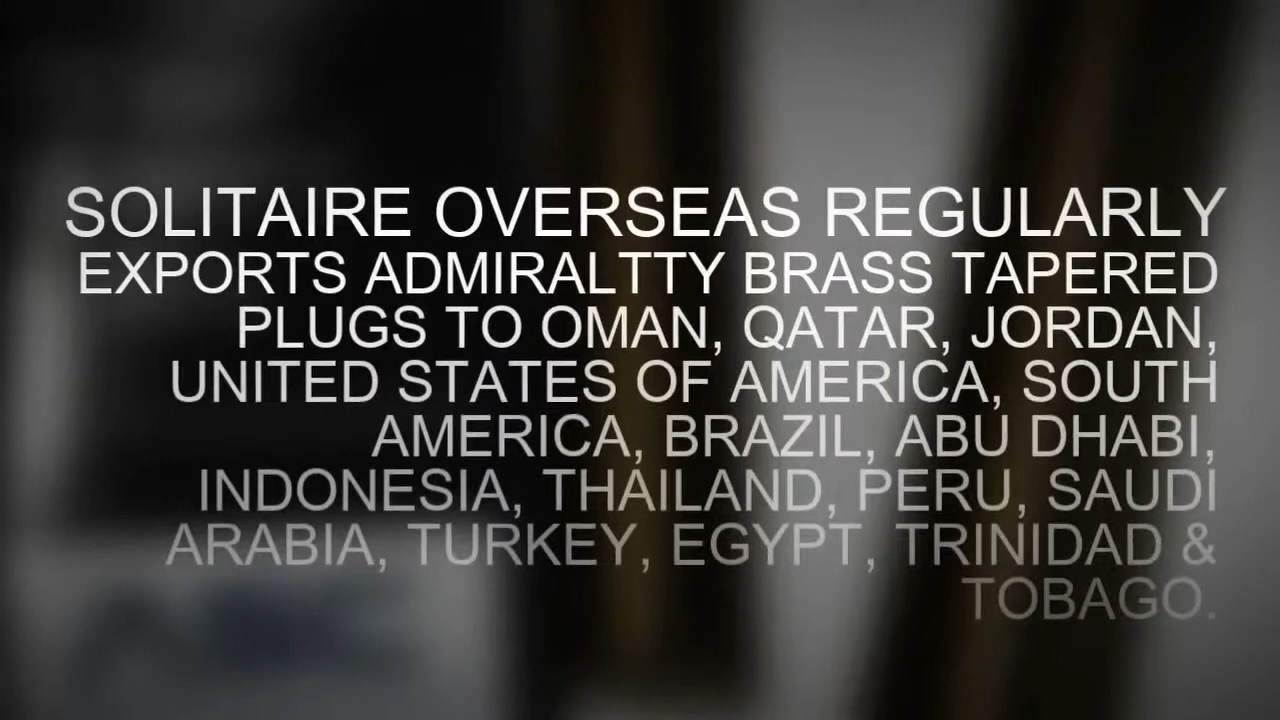 SOLITAIRE OVERSEAS REGULARLY
EXPORTS ADMIRALTTY BRASS TAPERED
PLUGS TO OMAN, QATAR, JORDAN,
UNITED STATES OF AMERICA, SOUTH
AMERICA, BRAZIL, ABU DHABI,
INDONESIA, THAILAND, PERU, SAUDI
ARABIA, TURKEY, EGYPT, TRINIDAD &
TOBAGO.